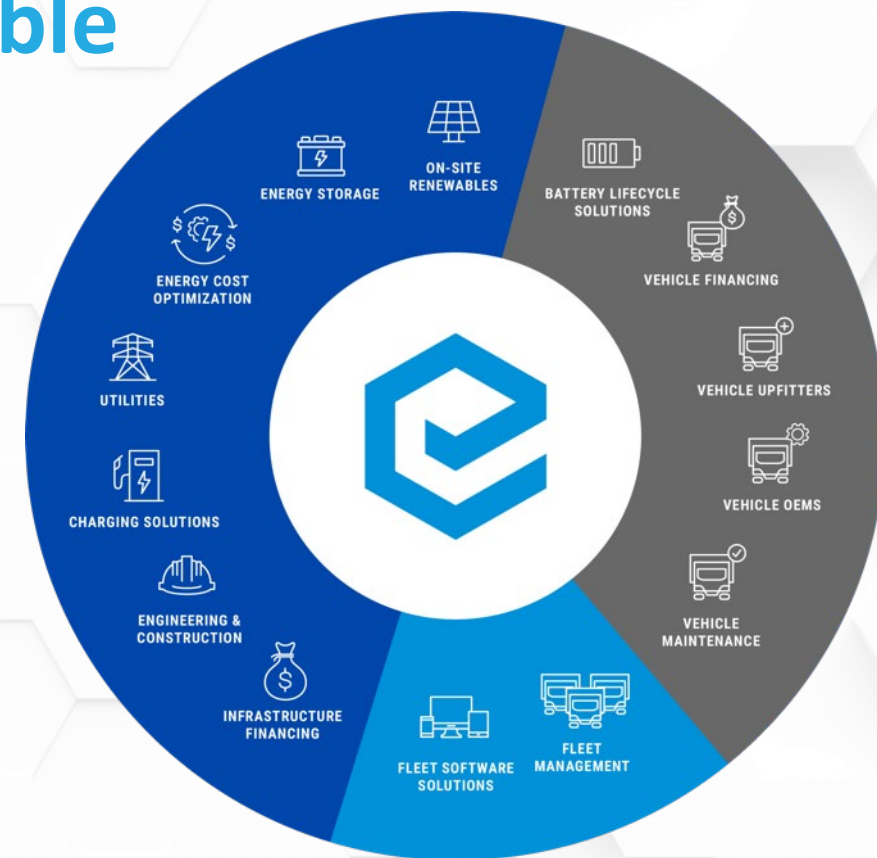 ble
ON-SITE
RENEWABLES
ENERGY STORAGE
ENERGY COST
OPTIMIZATION
UTILITIES
CHARGING SOLUTIONS
ENGINEERING &
CONSTRUCTION
INFRASTRUCTURE
FINANCING
BATTERY LIFECYCLE
SOLUTIONS
VEHICLE FINANCING
VEHICLE UPFITTERS
VEHICLE OEMS
VEHICLE
MAINTENANCE
FLEET
MANAGEMENT
FLEET SOFTWARE
SOLUTIONS